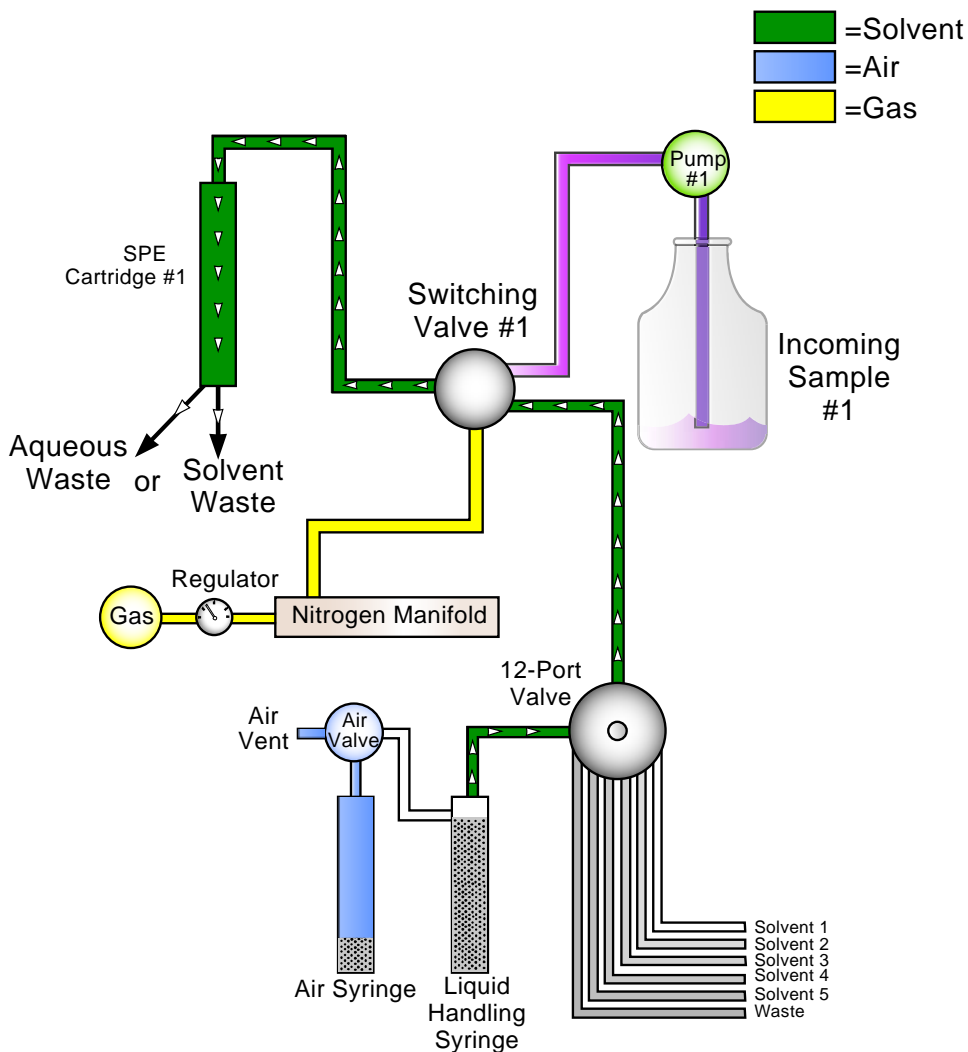 =Solvent
=Air
=Gas
Pump
#1
SPE
Cartridge #1
Switching
Valve #1
Incoming
Sample
#1
Aqueous
Waste
or
Solvent
Waste
Regulator
Gas
Nitrogen Manifold
12-Port
Valve
Air
Vent
Air
Valve
Solvent 1
Solvent 2
Solvent 3
Solvent 4
Solvent 5
Waste
Air Syringe
Liquid
Handling
Syringe